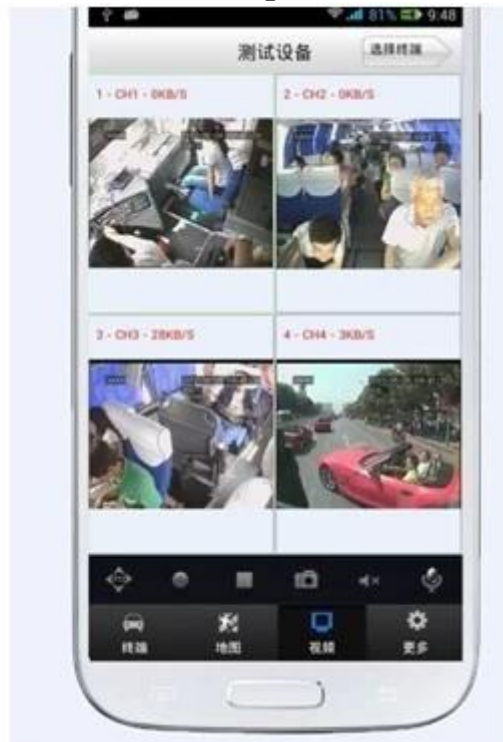 81% 9:48
测试设备
选择终端
1 - CH1 - 0KB/S
2 - CH2 - 0KB/S
3 - CH3 - 28KB/S
4 - CH4 - 3KB/S
终端
地图
视频
更多